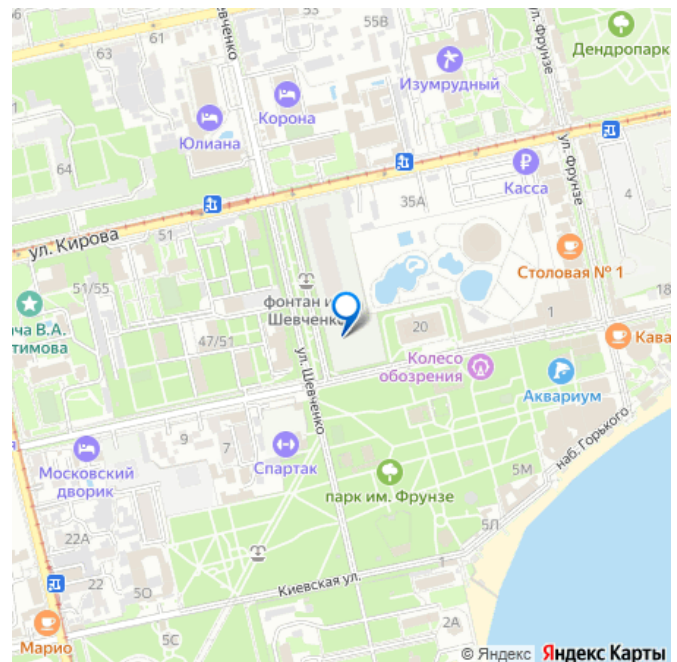 53
55В
61
63
ул. Фрунзе
Дендропарк
Изумрудный
Корона
Юлиана
64
ул. Фрунзе
Касса
4
35А
ул. Кирова
51
Столовая № 1
51/55
фонтан и
Шевченко
18
1
20
47/51
ул. Шевченко
Колесо
обозрения
Кава
Аквариум
9
7
Спартак
Московский
дворик
наб. Горького
5М
парк им. Фрунзе
22А
5Л
22
5О
Киевская ул.
1
2А
5С
Марио
© Яндекс Яндекс Карты